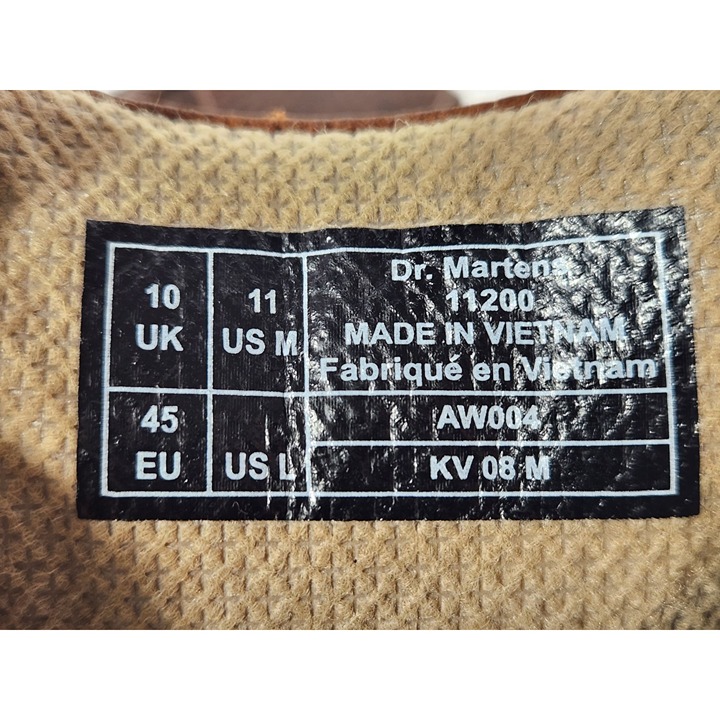 10
UK
11
US M
Dr. Martens
11200
MADE IN VIETNAM
Fabriqué en Vietnam
45
EU
US L
AW004
KV 08 M